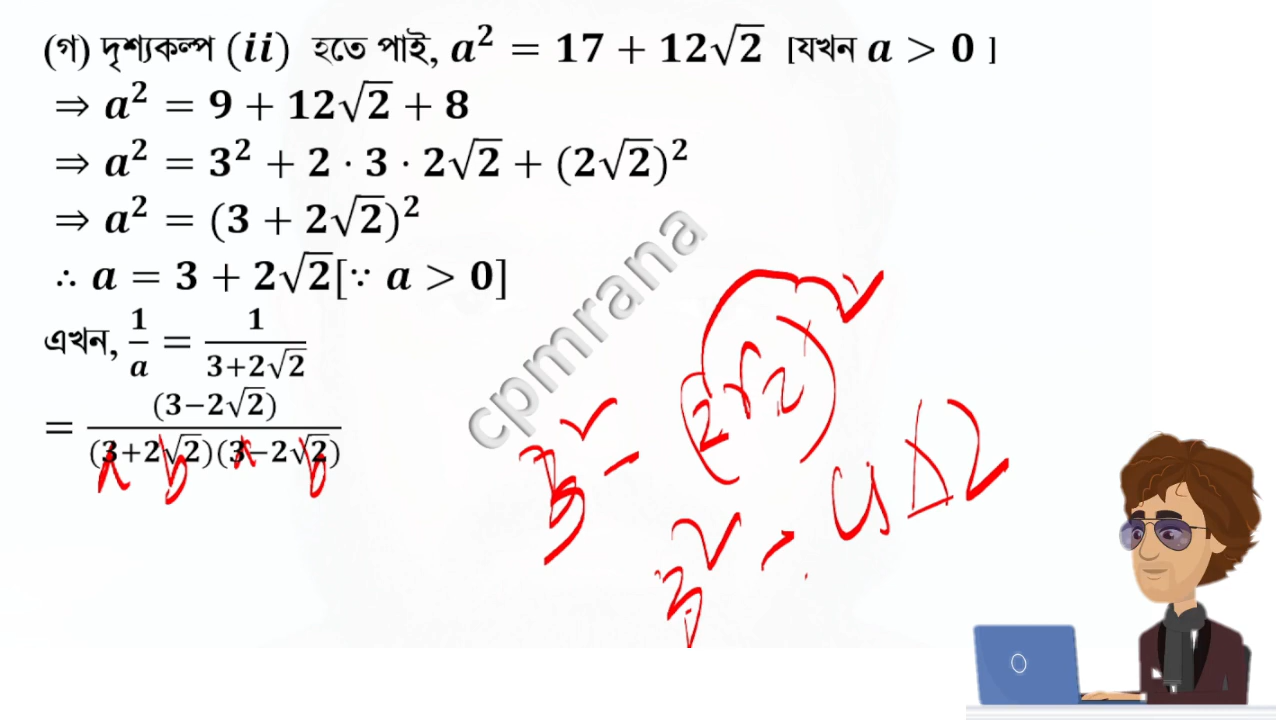 (গ) দৃশ্যকল্প (ii) হতে পাই, a² = 17 + 12√2 [যখন a > 0 ]
⇒ a² = 9 + 12√2 + 8
⇒ a² = 3² + 2 · 3 · 2√2 + (2√2)²
⇒ a² = (3 + 2√2)²
∴ a = 3 + 2√2[∵ a > 0]
এখন, 1/a = 1/(3+2√2)
= (3−2√2)/((3+2√2)(3−2√2))
cpmrana